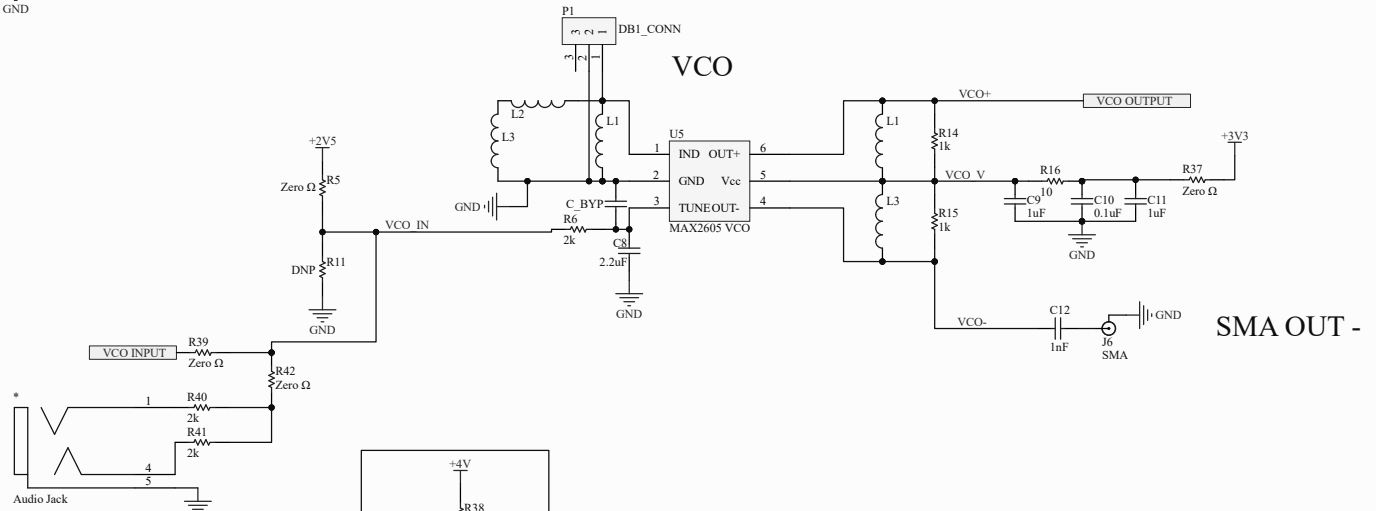 GND
P1
DB1_CONN
3 2 1
3 2 1
VCO
L2
L3
L1
U5
1 IND OUT+ 6
2 GND Vcc 5
3 TUNE OUT- 4
MAX2605 VCO
VCO+
VCO OUTPUT
L1
R14
1k
+3V3
+2V5
Zero Ω R5
GND
C_BYP
VCO_V
R16
10
R37
Zero Ω
L3
R15
1k
C9
1uF
C10
0.1uF
C11
1uF
GND
VCO_IN
R6
2k
C8
2.2uF
GND
DNP R11
GND
VCO-
C12
1nF
GND
J6
SMA
SMA OUT -
VCO INPUT
R39
Zero Ω
R42
Zero Ω
*
1
R40
2k
R41
2k
4
5
Audio Jack
+4V
R38